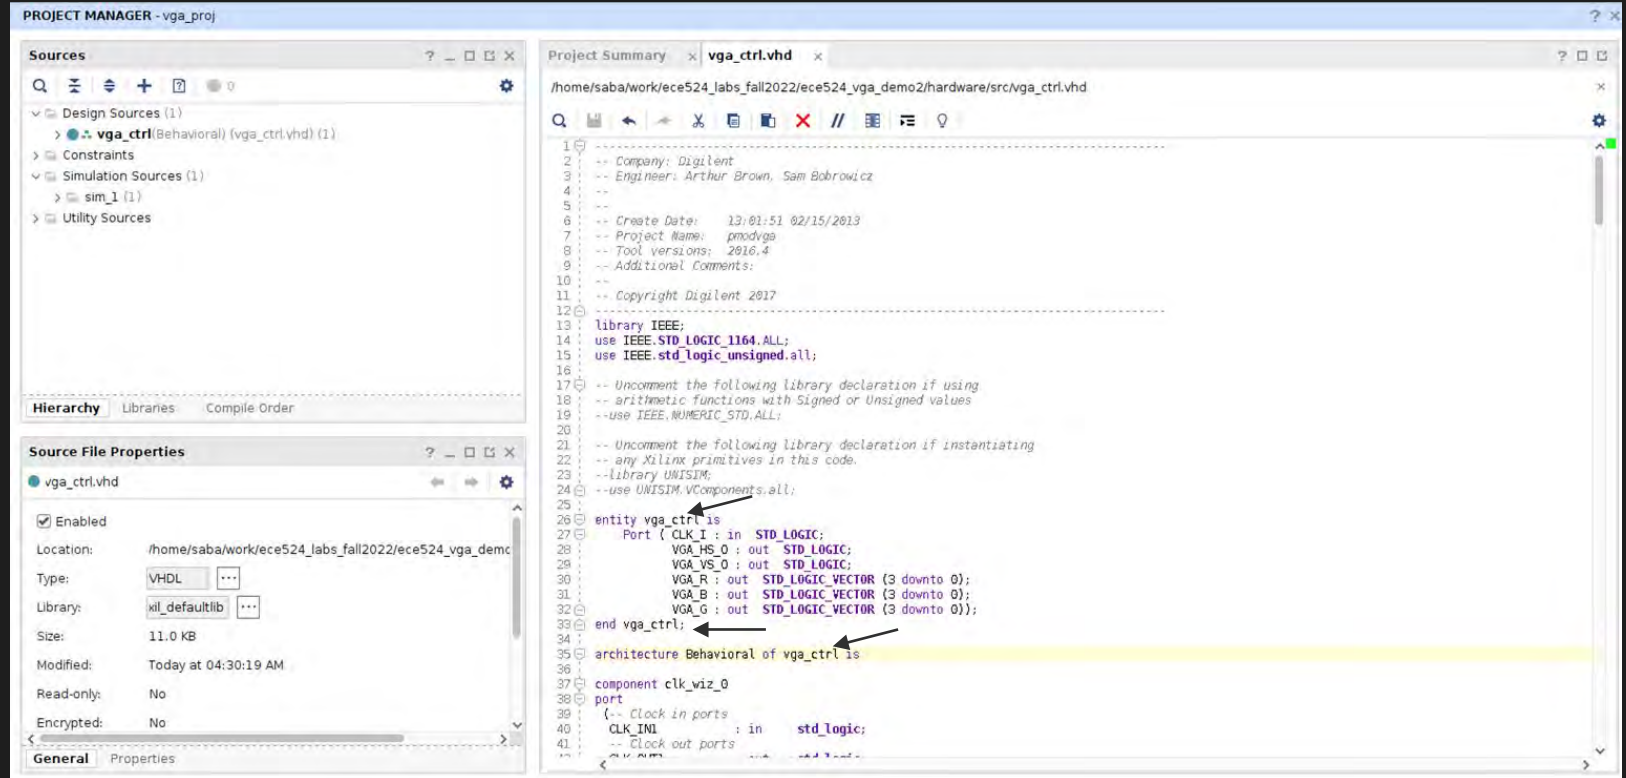 PROJECT MANAGER - vga_proj
Sources
0
Design Sources (1)
vga_ctrl(Behavioral) (vga_ctrl.vhd) (1)
Constraints
Simulation Sources (1)
sim_1 (1)
Utility Sources
Hierarchy Libraries Compile Order
Source File Properties
vga_ctrl.vhd
Enabled
Location: /home/saba/work/ece524_labs_fall2022/ece524_vga_demo
Type: VHDL ...
Library: xil_defaultlib ...
Size: 11.0 KB
Modified: Today at 04:30:19 AM
Read-only: No
Encrypted: No
General Properties
Project Summary x vga_ctrl.vhd x
/home/saba/work/ece524_labs_fall2022/ece524_vga_demo2/hardware/src/vga_ctrl.vhd
1 ----------------------------------------------------------------------------------
2 -- Company: Digilent
3 -- Engineer: Arthur Brown, Sam Bobrowicz
4 --
5 --
6 -- Create Date: 13:01:51 02/15/2013
7 -- Project Name: pmodvga
8 -- Tool versions: 2016.4
9 -- Additional Comments:
10 --
11 -- Copyright Digilent 2017
12 ----------------------------------------------------------------------------------
13 library IEEE;
14 use IEEE.STD_LOGIC_1164.ALL;
15 use IEEE.std_logic_unsigned.all;
16
17 -- Uncomment the following library declaration if using
18 -- arithmetic functions with Signed or Unsigned values
19 --use IEEE.NUMERIC_STD.ALL;
20
21 -- Uncomment the following library declaration if instantiating
22 -- any Xilinx primitives in this code.
23 --library UNISIM;
24 --use UNISIM.VComponents.all;
25
26 entity vga_ctrl is
27 Port ( CLK_I : in STD_LOGIC;
28 VGA_HS_O : out STD_LOGIC;
29 VGA_VS_O : out STD_LOGIC;
30 VGA_R : out STD_LOGIC_VECTOR (3 downto 0);
31 VGA_B : out STD_LOGIC_VECTOR (3 downto 0);
32 VGA_G : out STD_LOGIC_VECTOR (3 downto 0));
33 end vga_ctrl;
34
35 architecture Behavioral of vga_ctrl is
36
37 component clk_wiz_0
38 port
39 (-- Clock in ports
40 CLK_IN1 : in std_logic;
41 -- Clock out ports